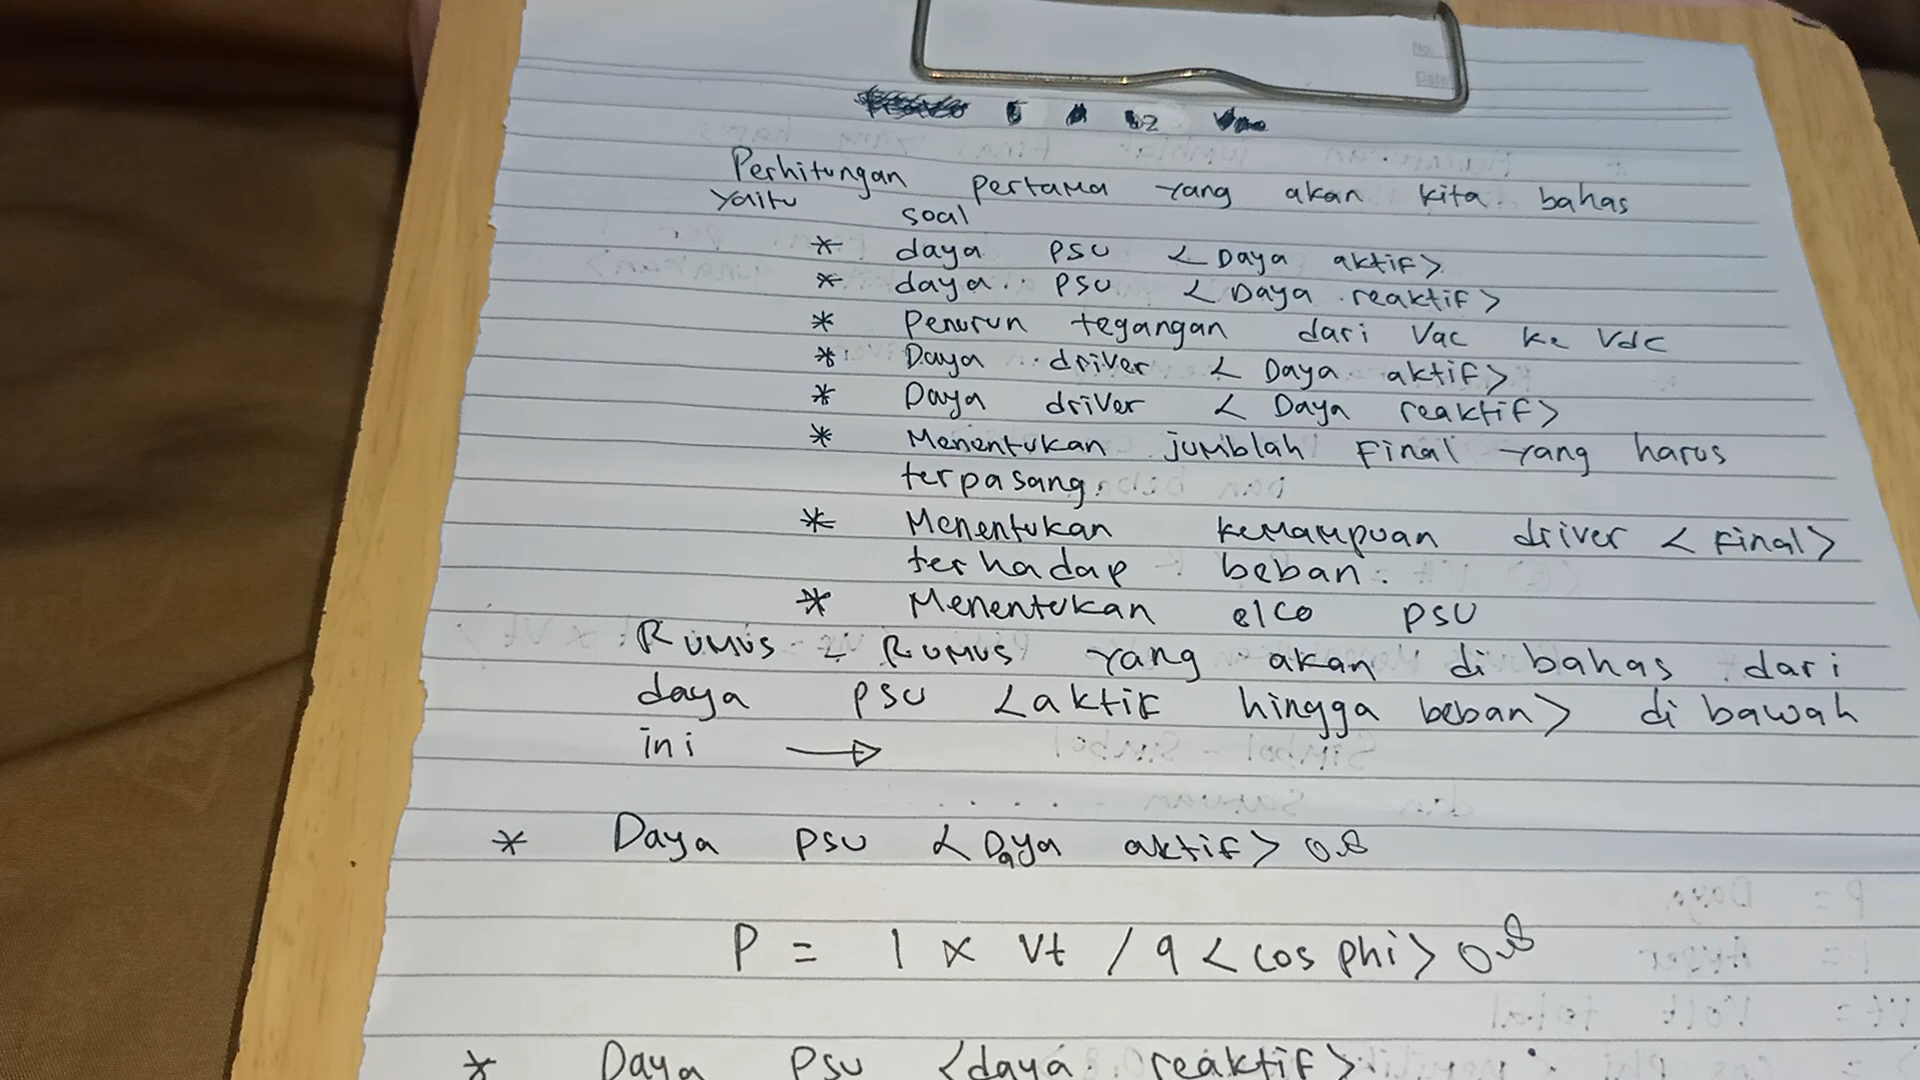 No.
Date
Perhitungan pertama yang akan kita bahas
yaitu soal
* daya PSU <Daya aktif>
* daya PSU <Daya reaktif>
* Penurun tegangan dari Vac ke Vdc
* Daya driver <Daya aktif>
* Daya driver <Daya reaktif>
* Menentukan jumblah Final yang harus
terpasang.
* Menentukan kemampuan driver <Final>
terhadap beban.
* Menentukan elco PSU
Rumus - Rumus yang akan di bahas dari
daya PSU <aktif hingga beban> di bawah
ini →
* Daya PSU <Daya aktif> 0.8
P = I x Vt / 9 <cos phi> 0.8
* Daya PSU <daya reaktif>